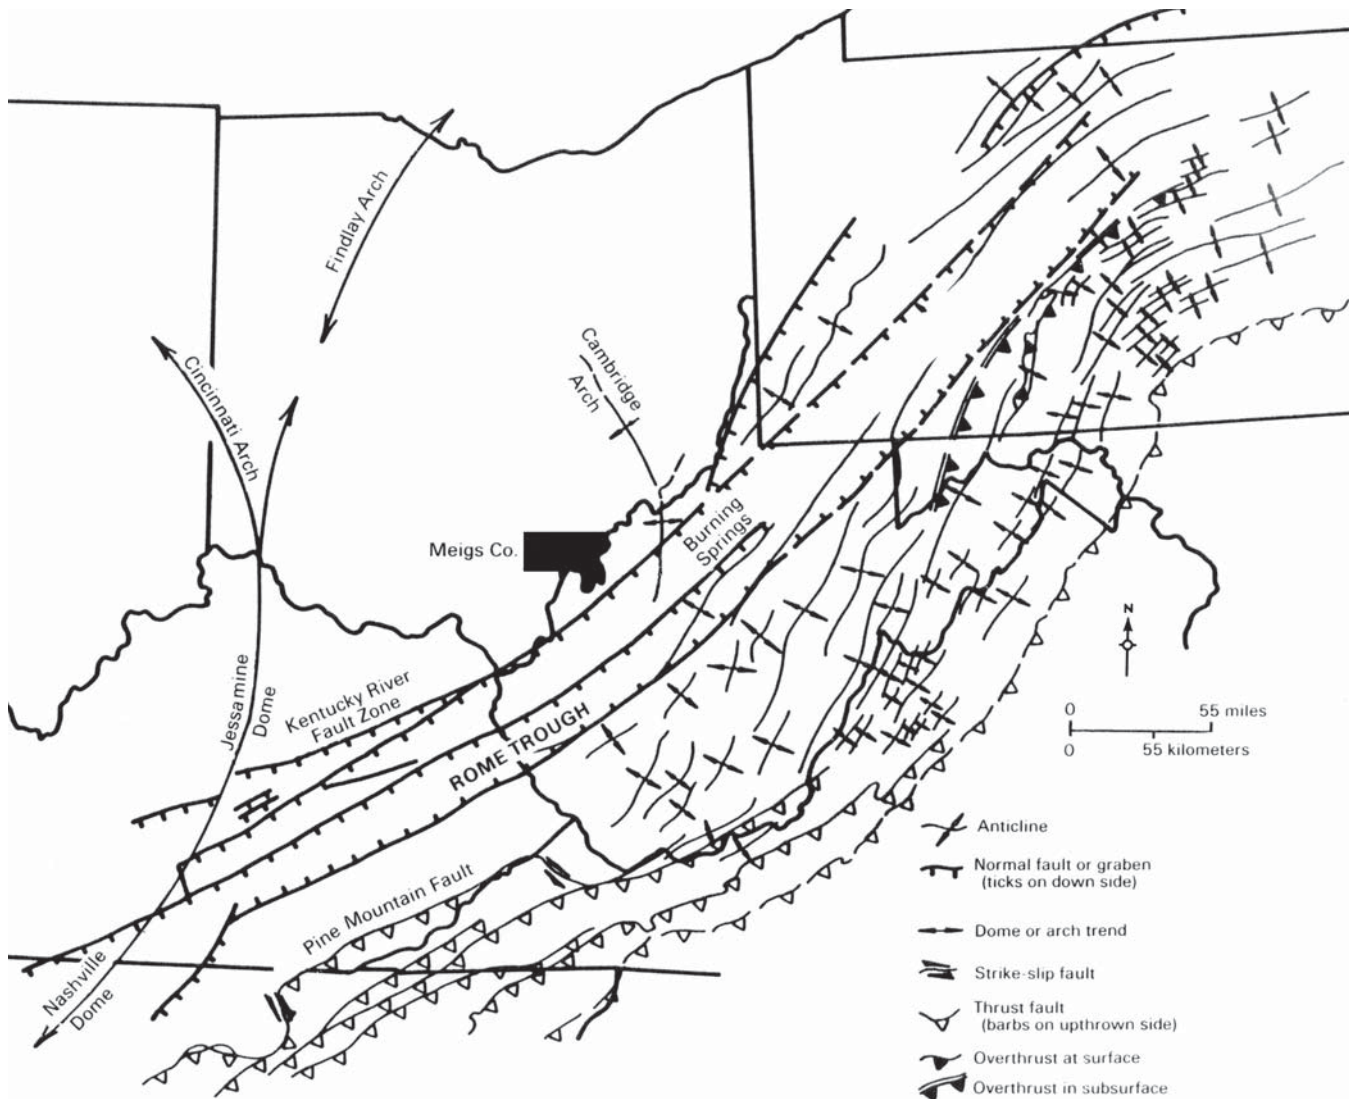 Findlay Arch
Cincinnati Arch
Cambridge
Arch
Meigs Co.
Burning
Springs
Jessamine
Dome
Kentucky River
Fault Zone
ROME TROUGH
Pine Mountain Fault
Nashville
Dome
N
0 55 miles
0 55 kilometers
Anticline
Normal fault or graben
(ticks on down side)
Dome or arch trend
Strike-slip fault
Thrust fault
(barbs on upthrown side)
Overthrust at surface
Overthrust in subsurface